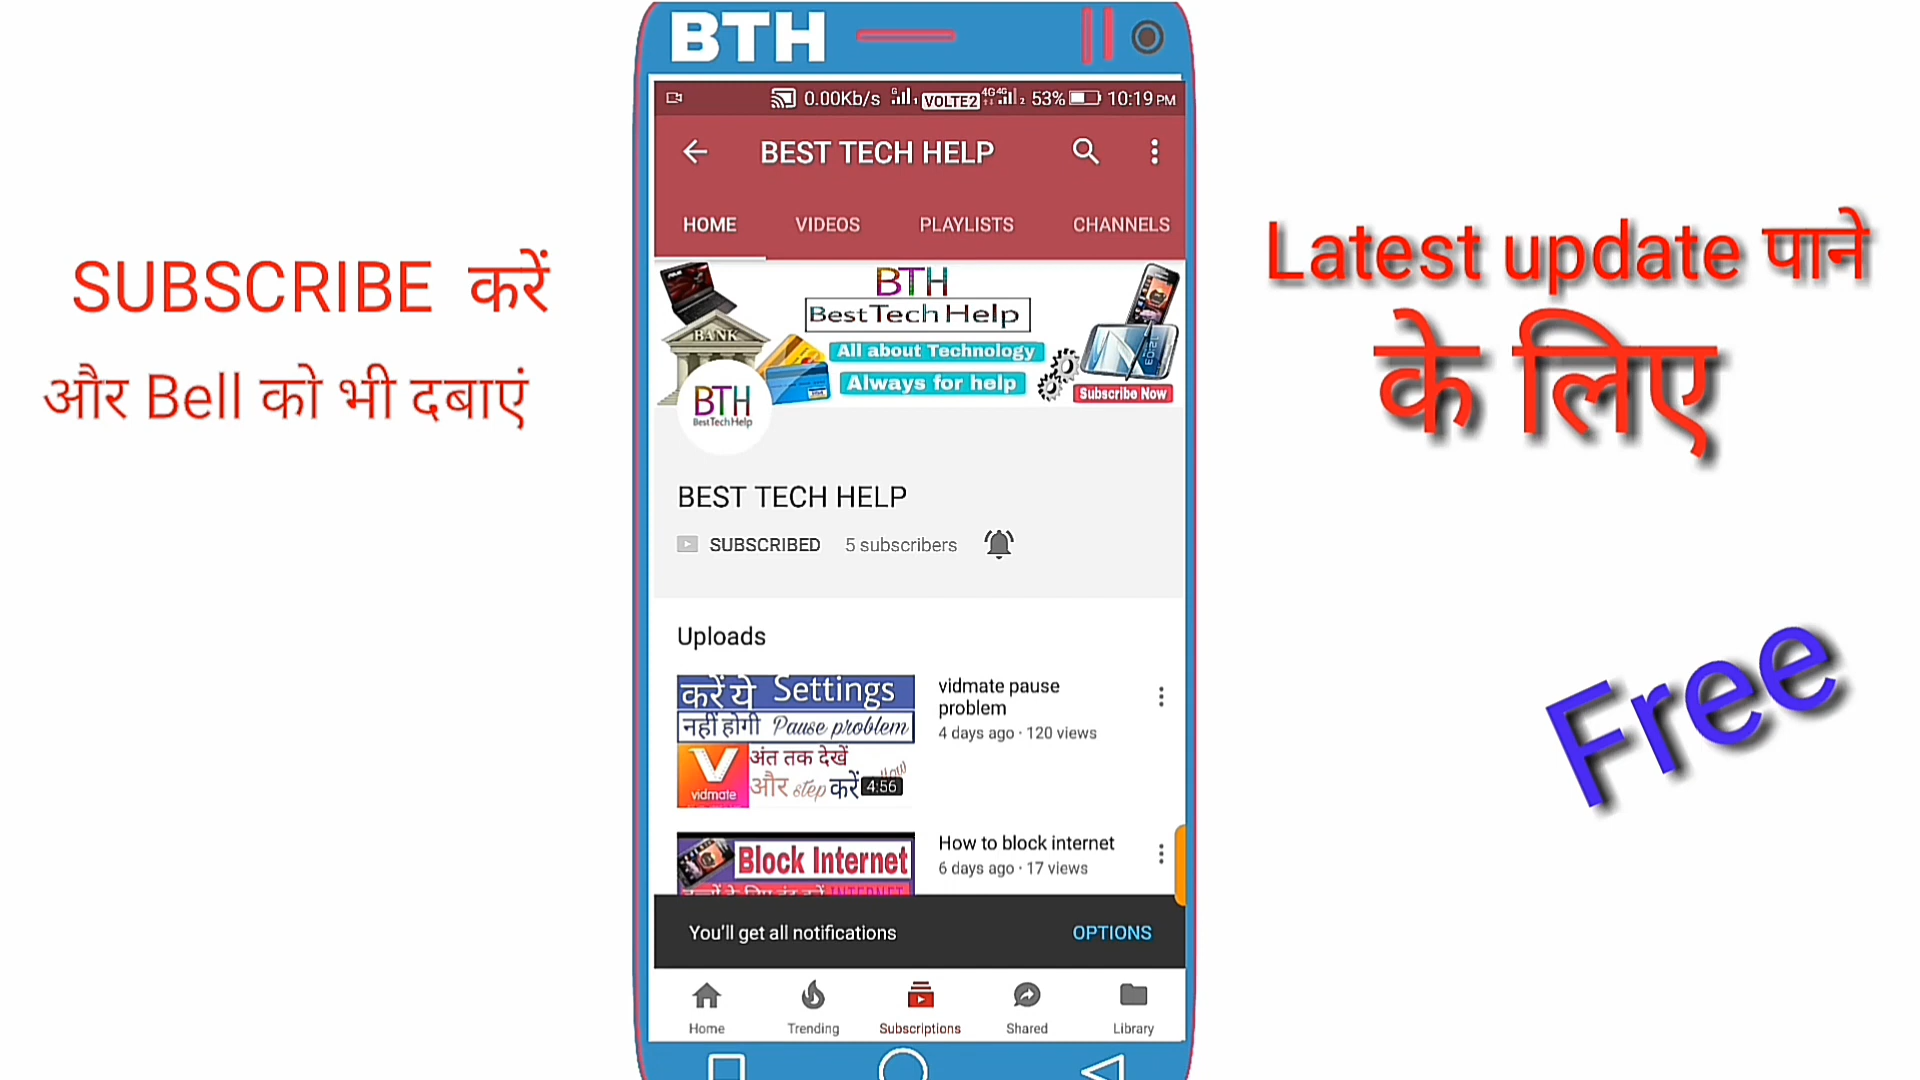 BTH
0.00Kb/s G 1 VOLTE2 4G4G 2 53% 10:19 PM
BEST TECH HELP
HOME VIDEOS PLAYLISTS CHANNELS
BTH
BestTechHelp
All about Technology
Always for help
BANK
Subscribe Now
BTH
BestTechHelp
BEST TECH HELP
SUBSCRIBED 5 subscribers
Uploads
करें ये Settings
नहीं होगी Pause problem
अंत तक देखें
और step करें
vidmate
4:56
vidmate pause
problem
4 days ago · 120 views
Block Internet
INTERNET
How to block internet
6 days ago · 17 views
You'll get all notifications OPTIONS
Home Trending Subscriptions Shared Library
SUBSCRIBE करें
और Bell को भी दबाएं
Latest update पाने
के लिए
Free